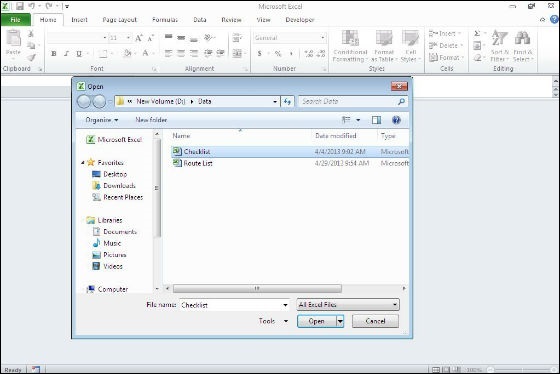 Microsoft Excel
File Home Insert Page Layout Formulas Data Review View Developer
Paste
Clipboard
11
Font
Alignment
General
Number
Conditional Formatting
Format as Table
Cell Styles
Styles
Insert
Delete
Format
Cells
Sort & Filter
Find & Select
Editing
Open
New Volume (D:) Data
Search Data
Organize New folder
Name Date modified Type
Microsoft Excel
Checklist 4/4/2013 9:02 AM Microsoft
Route List 4/29/2013 9:54 AM Microsoft
Favorites
Desktop
Downloads
Recent Places
Libraries
Documents
Music
Pictures
Videos
Computer
File name: Checklist All Excel Files
Tools Open Cancel
Ready 100%